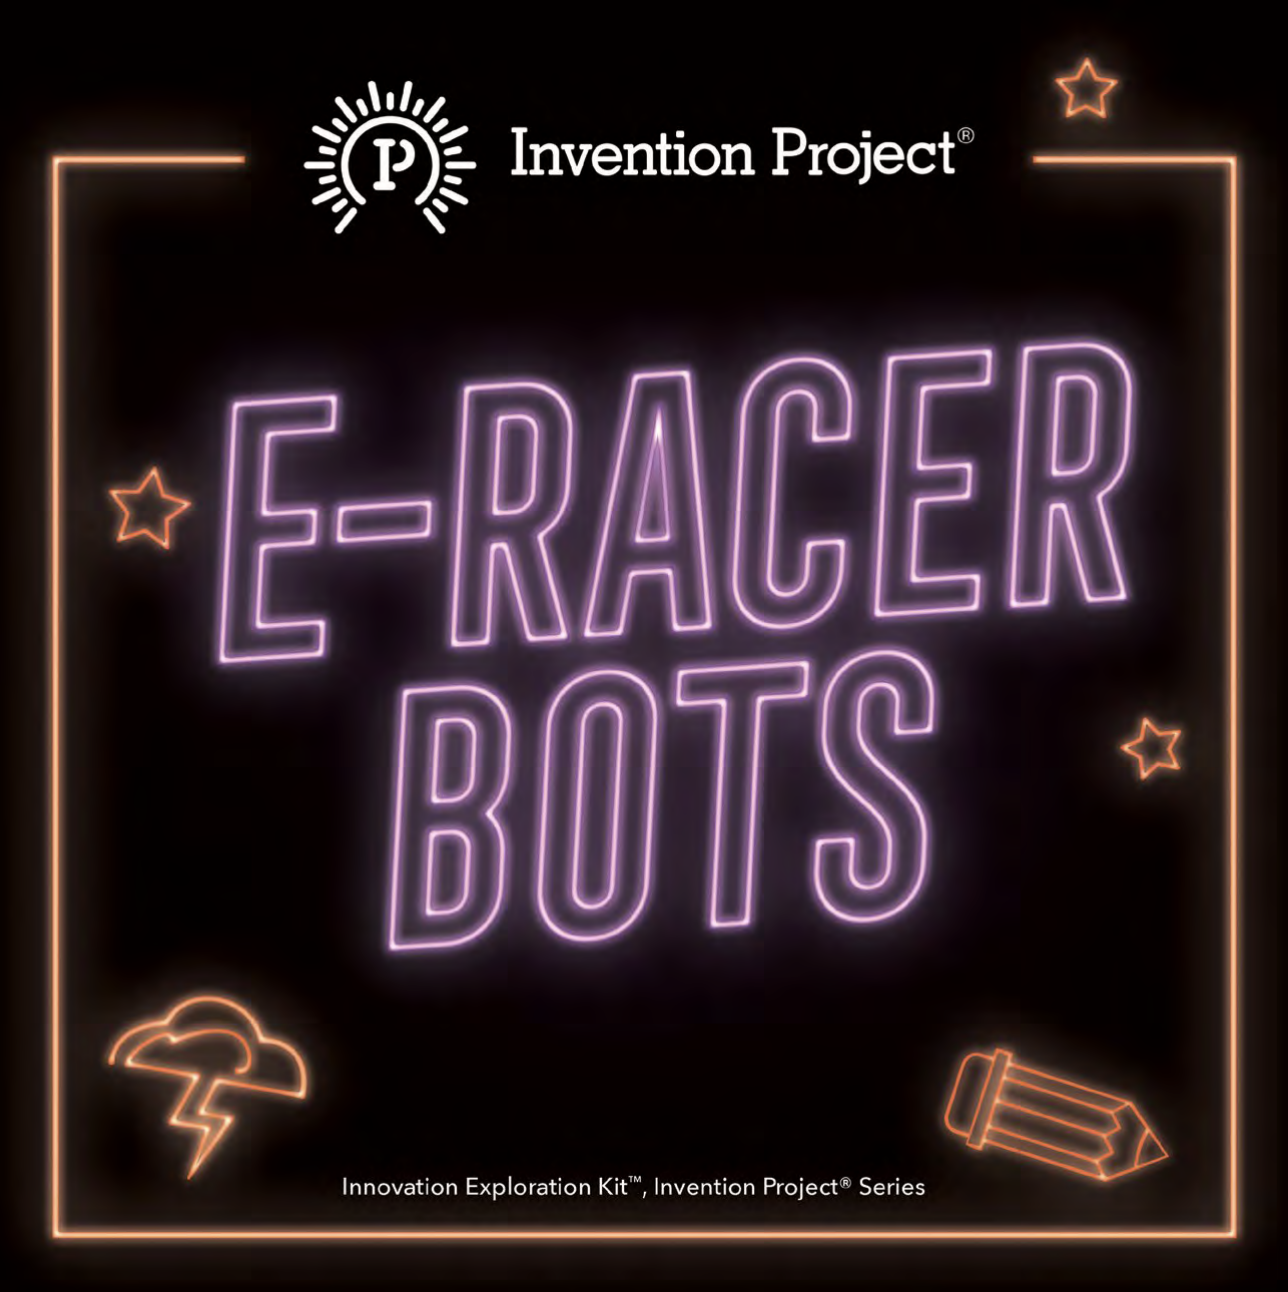 P
Invention Project®
E-RACER
BOTS
Innovation Exploration Kit™, Invention Project® Series